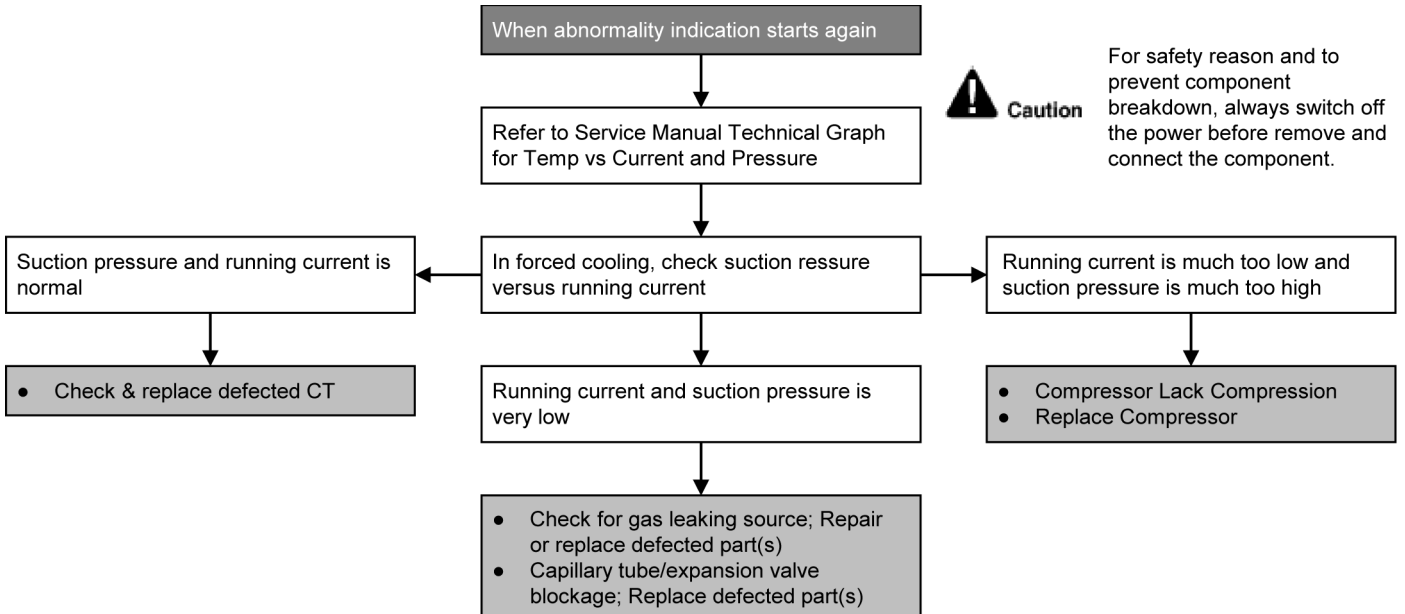 When abnormality indication starts again
For safety reason and to
prevent component
breakdown, always switch off
the power before remove and
connect the component.
Caution
Refer to Service Manual Technical Graph
for Temp vs Current and Pressure
Suction pressure and running current is
normal
In forced cooling, check suction ressure
versus running current
Running current is much too low and
suction pressure is much too high
● Check & replace defected CT
Running current and suction pressure is
very low
● Compressor Lack Compression
● Replace Compressor
● Check for gas leaking source; Repair
or replace defected part(s)
● Capillary tube/expansion valve
blockage; Replace defected part(s)